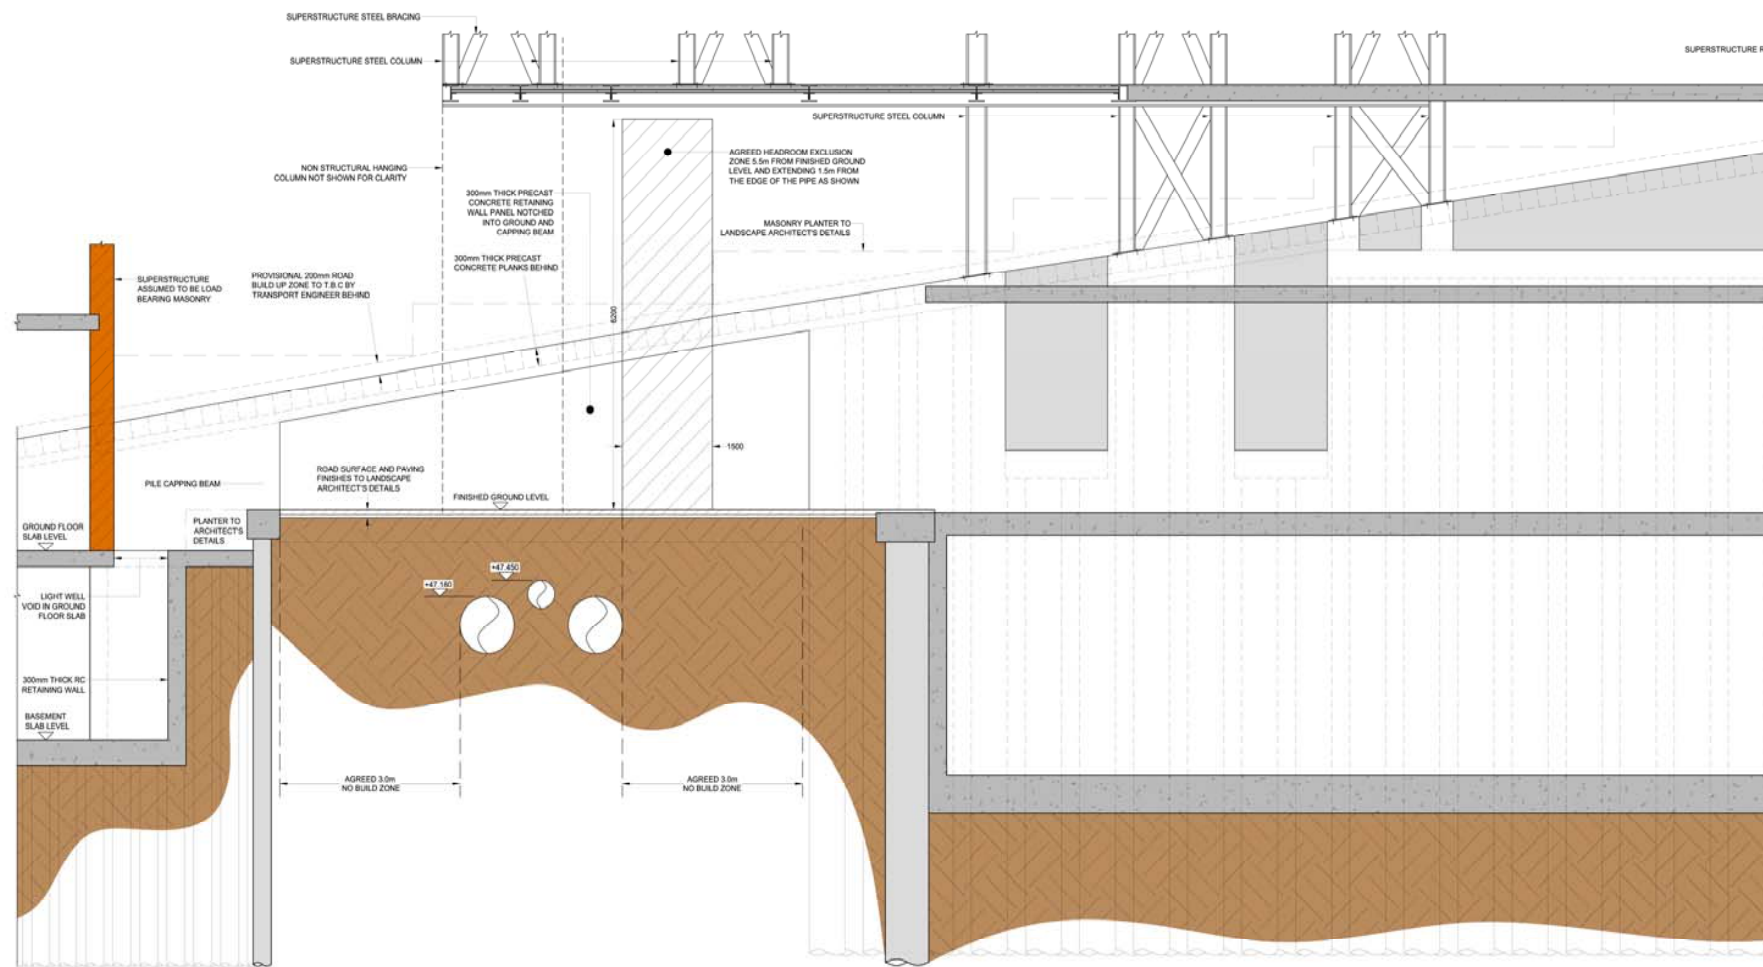 SUPERSTRUCTURE STEEL BRACING
SUPERSTRUCTURE R
SUPERSTRUCTURE STEEL COLUMN
SUPERSTRUCTURE STEEL COLUMN
NON STRUCTURAL HANGING
COLUMN NOT SHOWN FOR CLARITY
AGREED HEADROOM EXCLUSION
ZONE 5.5m FROM FINISHED GROUND
LEVEL AND EXTENDING 1.5m FROM
THE EDGE OF THE PIPE AS SHOWN
300mm THICK PRECAST
CONCRETE RETAINING
WALL PANEL NOTCHED
INTO GROUND AND
CAPPING BEAM
MASONRY PLANTER TO
LANDSCAPE ARCHITECT'S DETAILS
300mm THICK PRECAST
CONCRETE PLANKS BEHIND
SUPERSTRUCTURE
ASSUMED TO BE LOAD
BEARING MASONRY
PROVISIONAL 200mm ROAD
BUILD UP ZONE TO T.B.C BY
TRANSPORT ENGINEER BEHIND
6200
1500
ROAD SURFACE AND PAVING
FINISHES TO LANDSCAPE
ARCHITECT'S DETAILS
PILE CAPPING BEAM
FINISHED GROUND LEVEL
GROUND FLOOR
SLAB LEVEL
PLANTER TO
ARCHITECT'S
DETAILS
+47.450
+47.180
LIGHT WELL
VOID IN GROUND
FLOOR SLAB
300mm THICK RC
RETAINING WALL
BASEMENT
SLAB LEVEL
AGREED 3.0m
NO BUILD ZONE
AGREED 3.0m
NO BUILD ZONE